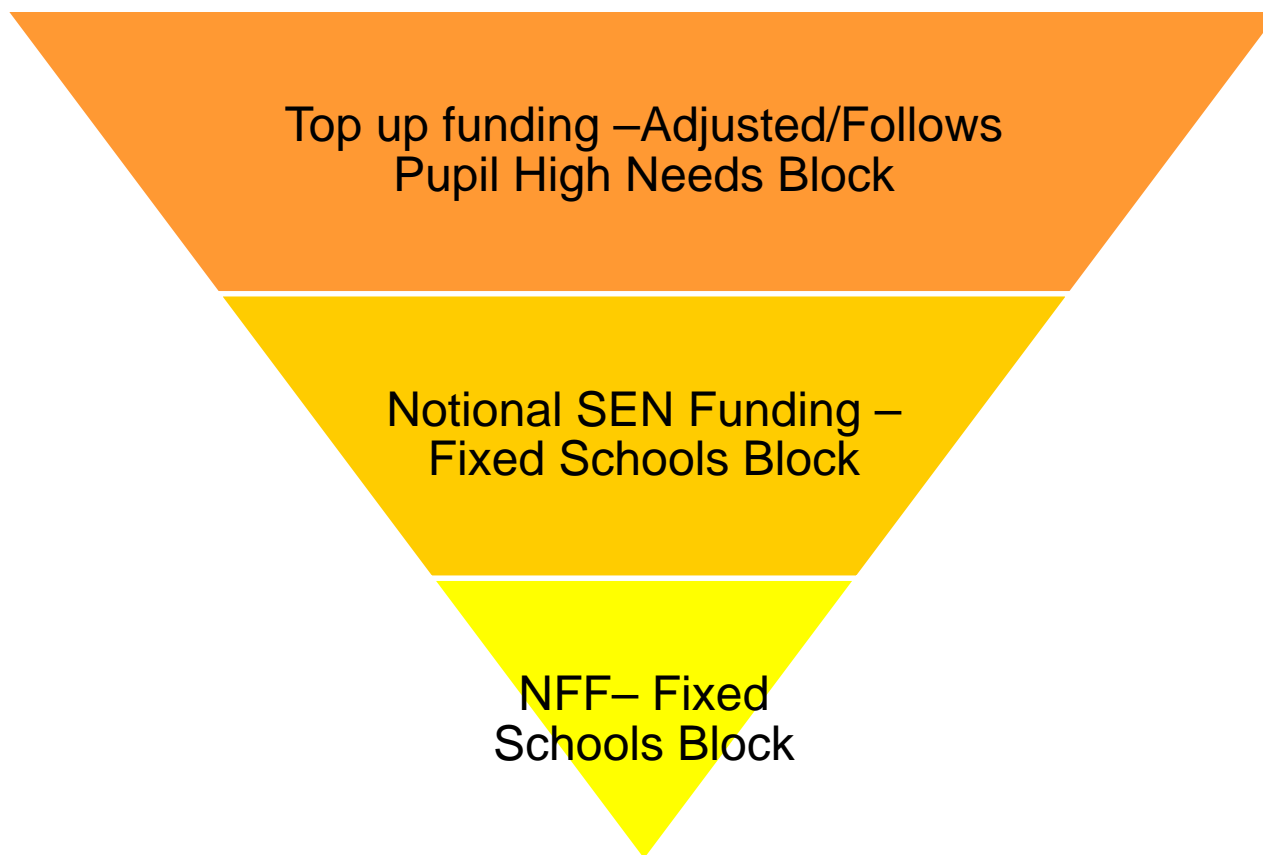 Top up funding –Adjusted/Follows
Pupil High Needs Block
Notional SEN Funding –
Fixed Schools Block
NFF– Fixed
Schools Block